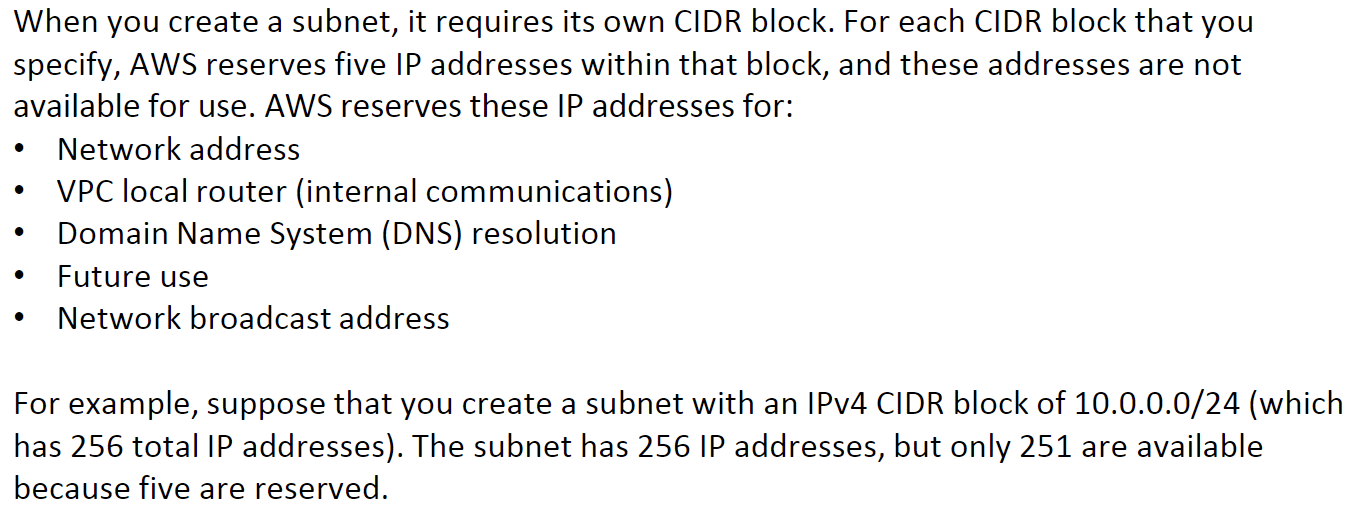 When you create a subnet, it requires its own CIDR block. For each CIDR block that you
specify, AWS reserves five IP addresses within that block, and these addresses are not
available for use. AWS reserves these IP addresses for:
• Network address
• VPC local router (internal communications)
• Domain Name System (DNS) resolution
• Future use
• Network broadcast address
For example, suppose that you create a subnet with an IPv4 CIDR block of 10.0.0.0/24 (which
has 256 total IP addresses). The subnet has 256 IP addresses, but only 251 are available
because five are reserved.